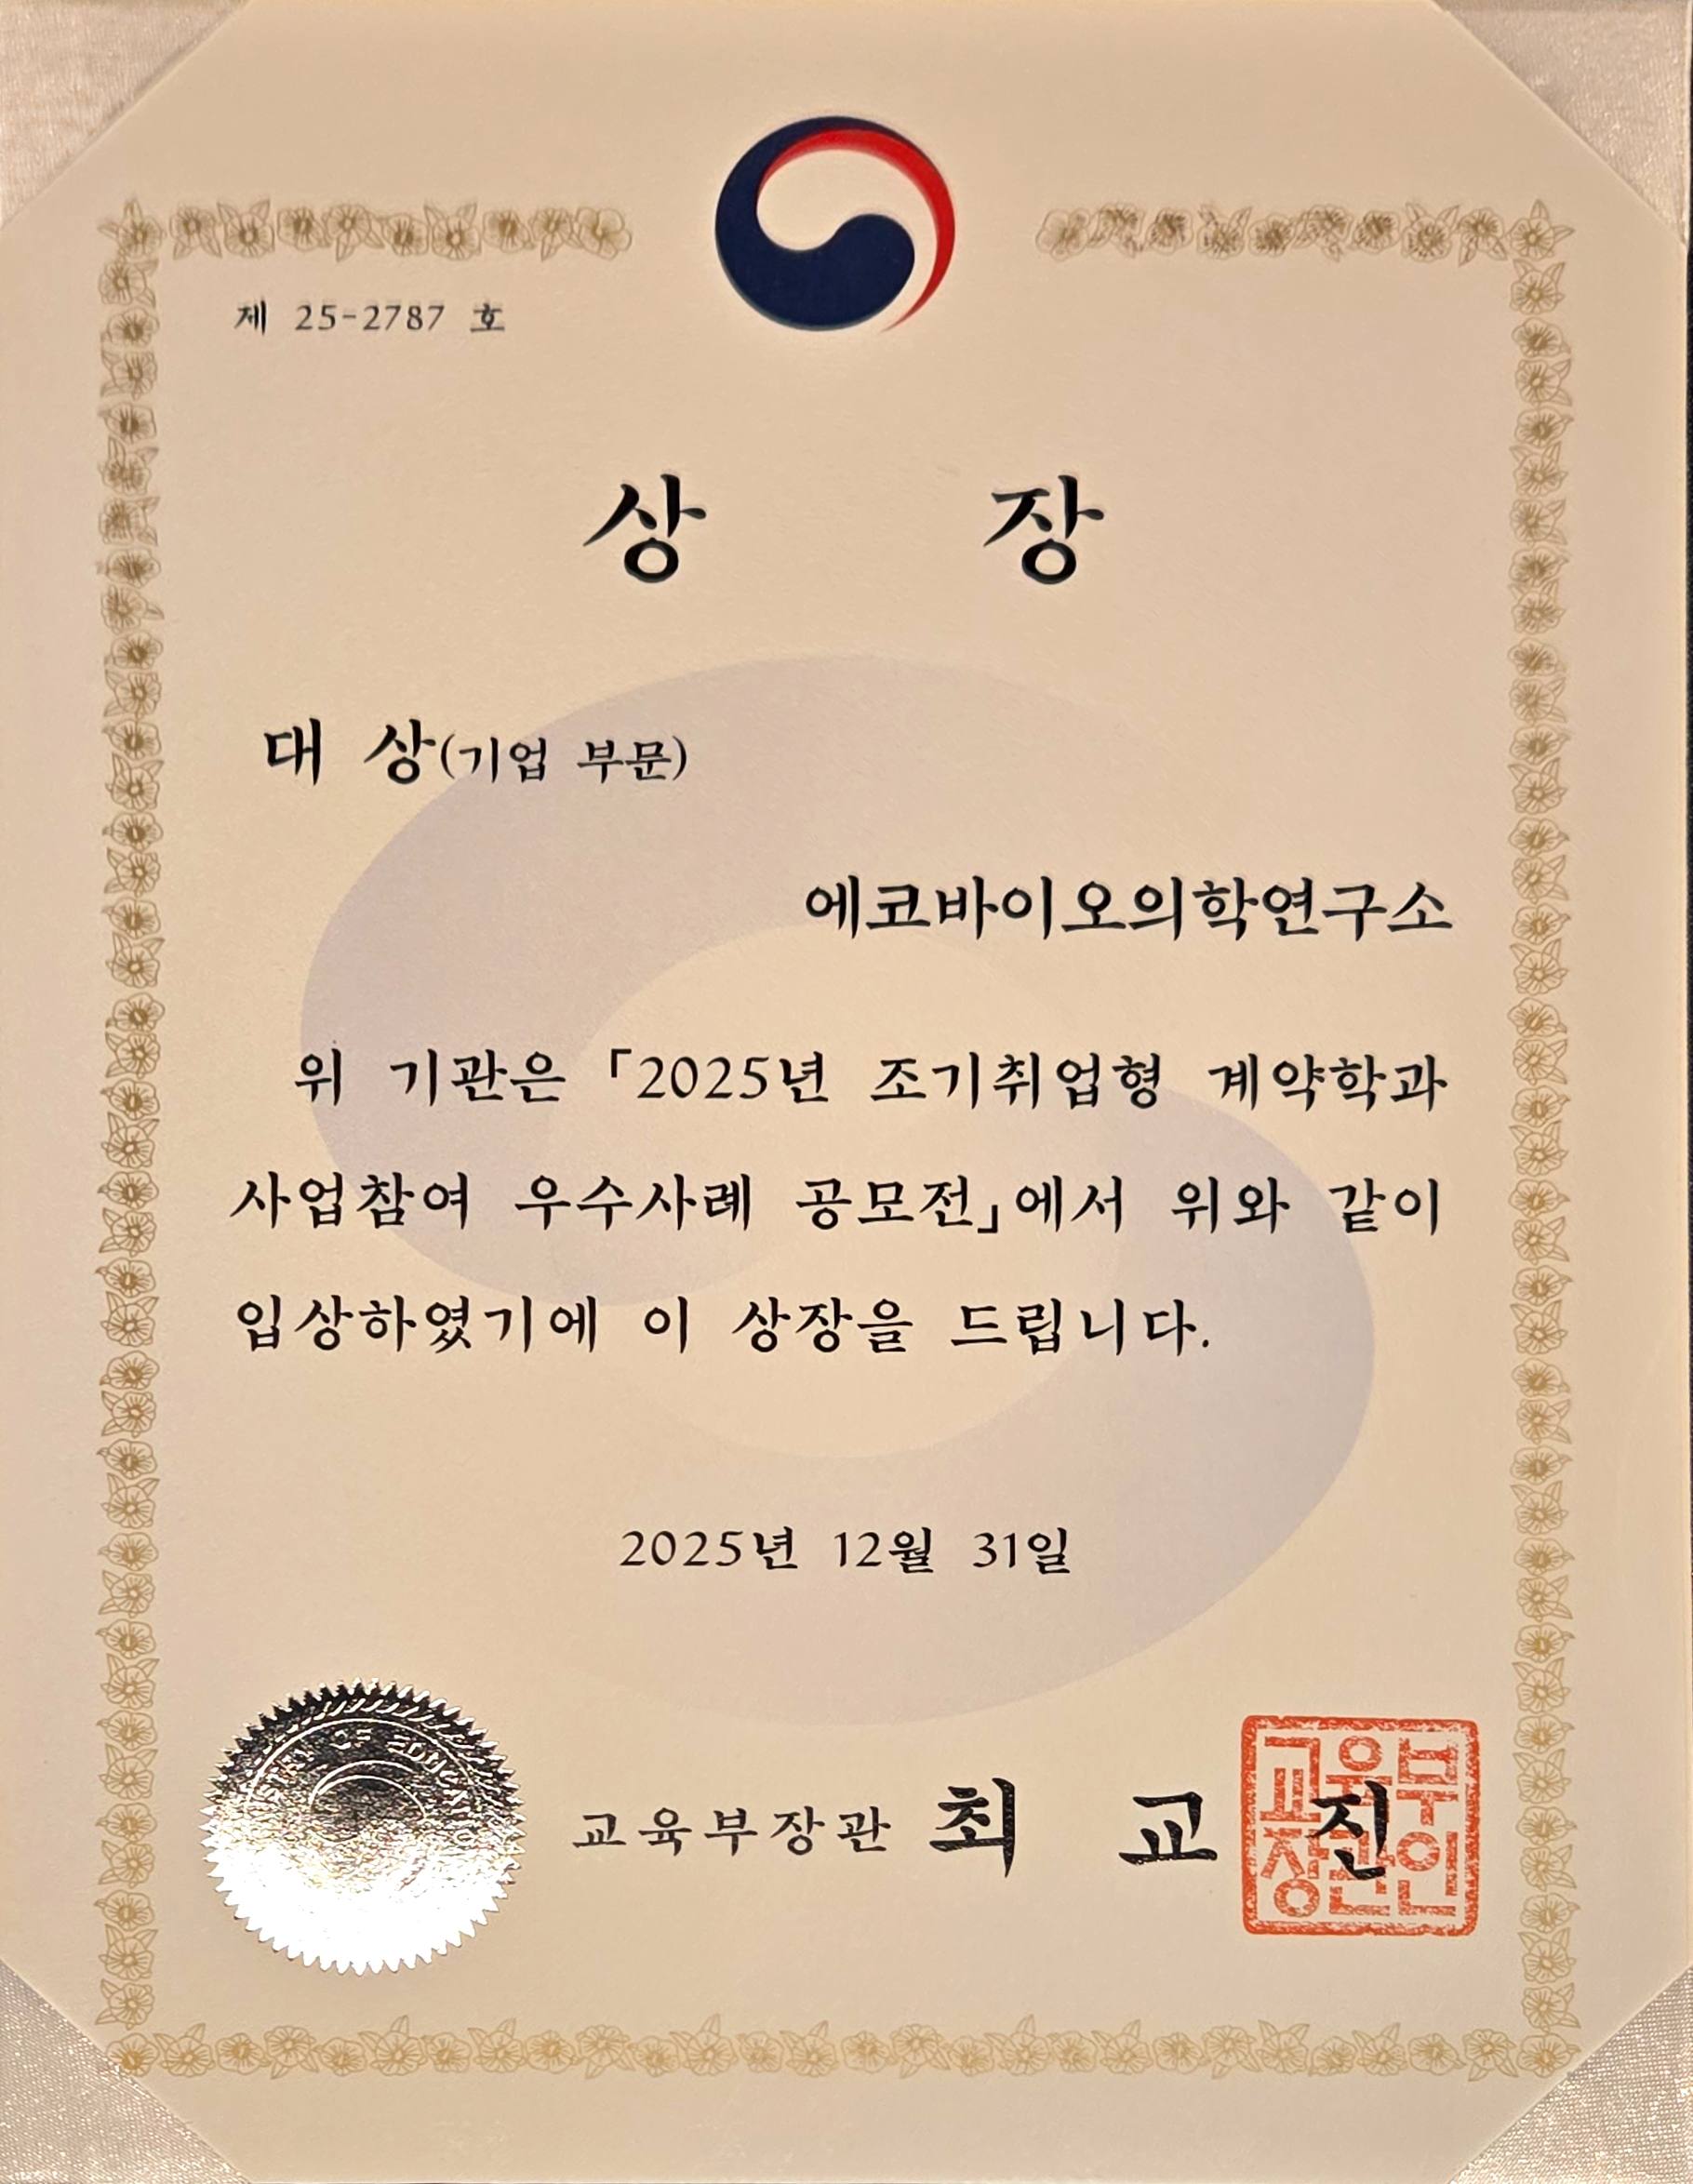 제 25-2787 호
상 장
대 상(기업 부문)
에코바이오의학연구소
위 기관은 「2025년 조기취업형 계약학과
사업참여 우수사례 공모전」에서 위와 같이
입상하였기에 이 상장을 드립니다.
2025년 12월 31일
OF EDUCATION
교육부장관 최 교 진
교육부
장관인